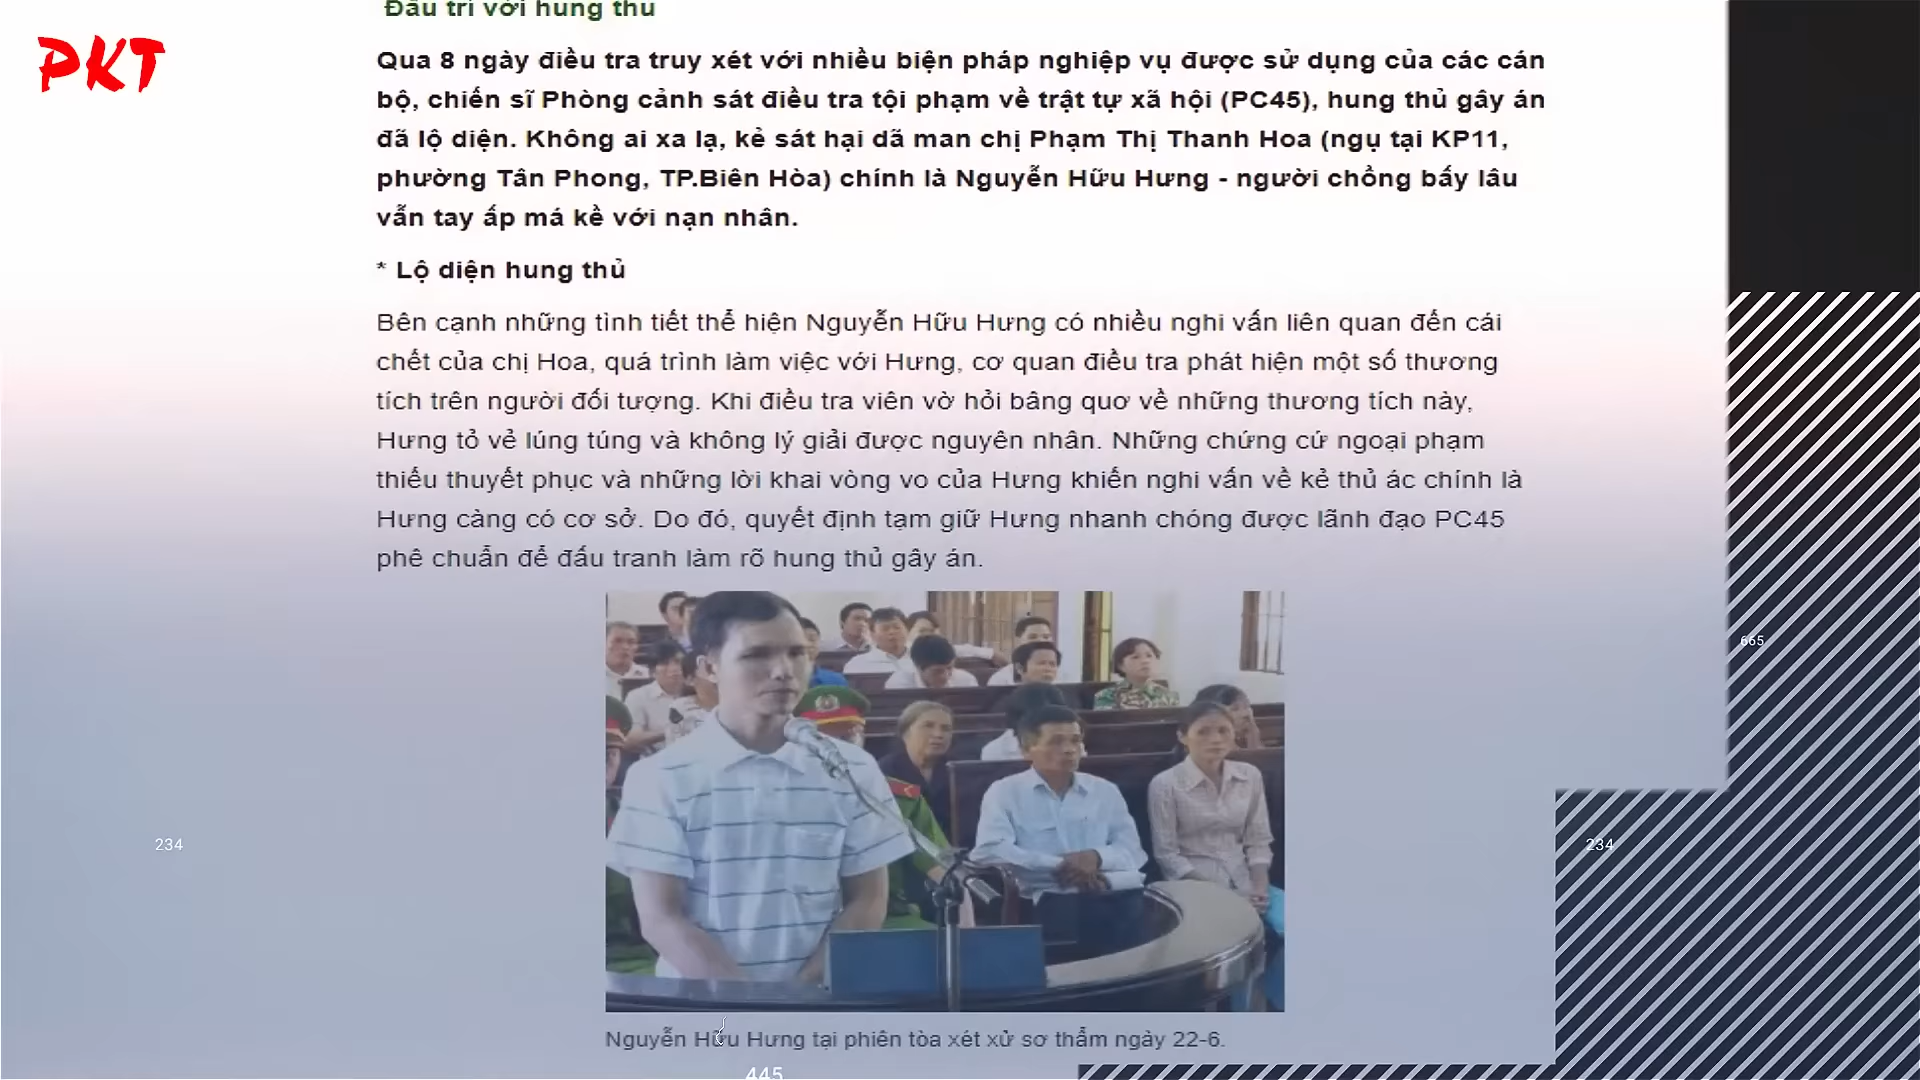 Đấu trí với hung thủ
PKT
Qua 8 ngày điều tra truy xét với nhiều biện pháp nghiệp vụ được sử dụng của các cán
bộ, chiến sĩ Phòng cảnh sát điều tra tội phạm về trật tự xã hội (PC45), hung thủ gây án
đã lộ diện. Không ai xa lạ, kẻ sát hại dã man chị Phạm Thị Thanh Hoa (ngụ tại KP11,
phường Tân Phong, TP.Biên Hòa) chính là Nguyễn Hữu Hưng - người chồng bấy lâu
vẫn tay ấp má kề với nạn nhân.
* Lộ diện hung thủ
Bên cạnh những tình tiết thể hiện Nguyễn Hữu Hưng có nhiều nghi vấn liên quan đến cái
chết của chị Hoa, quá trình làm việc với Hưng, cơ quan điều tra phát hiện một số thương
tích trên người đối tượng. Khi điều tra viên vờ hỏi bâng quơ về những thương tích này,
Hưng tỏ vẻ lúng túng và không lý giải được nguyên nhân. Những chứng cứ ngoại phạm
thiếu thuyết phục và những lời khai vòng vo của Hưng khiến nghi vấn về kẻ thủ ác chính là
Hưng càng có cơ sở. Do đó, quyết định tạm giữ Hưng nhanh chóng được lãnh đạo PC45
phê chuẩn để đấu tranh làm rõ hung thủ gây án.
665
234
234
Nguyễn Hữu Hưng tại phiên tòa xét xử sơ thẩm ngày 22-6.
445